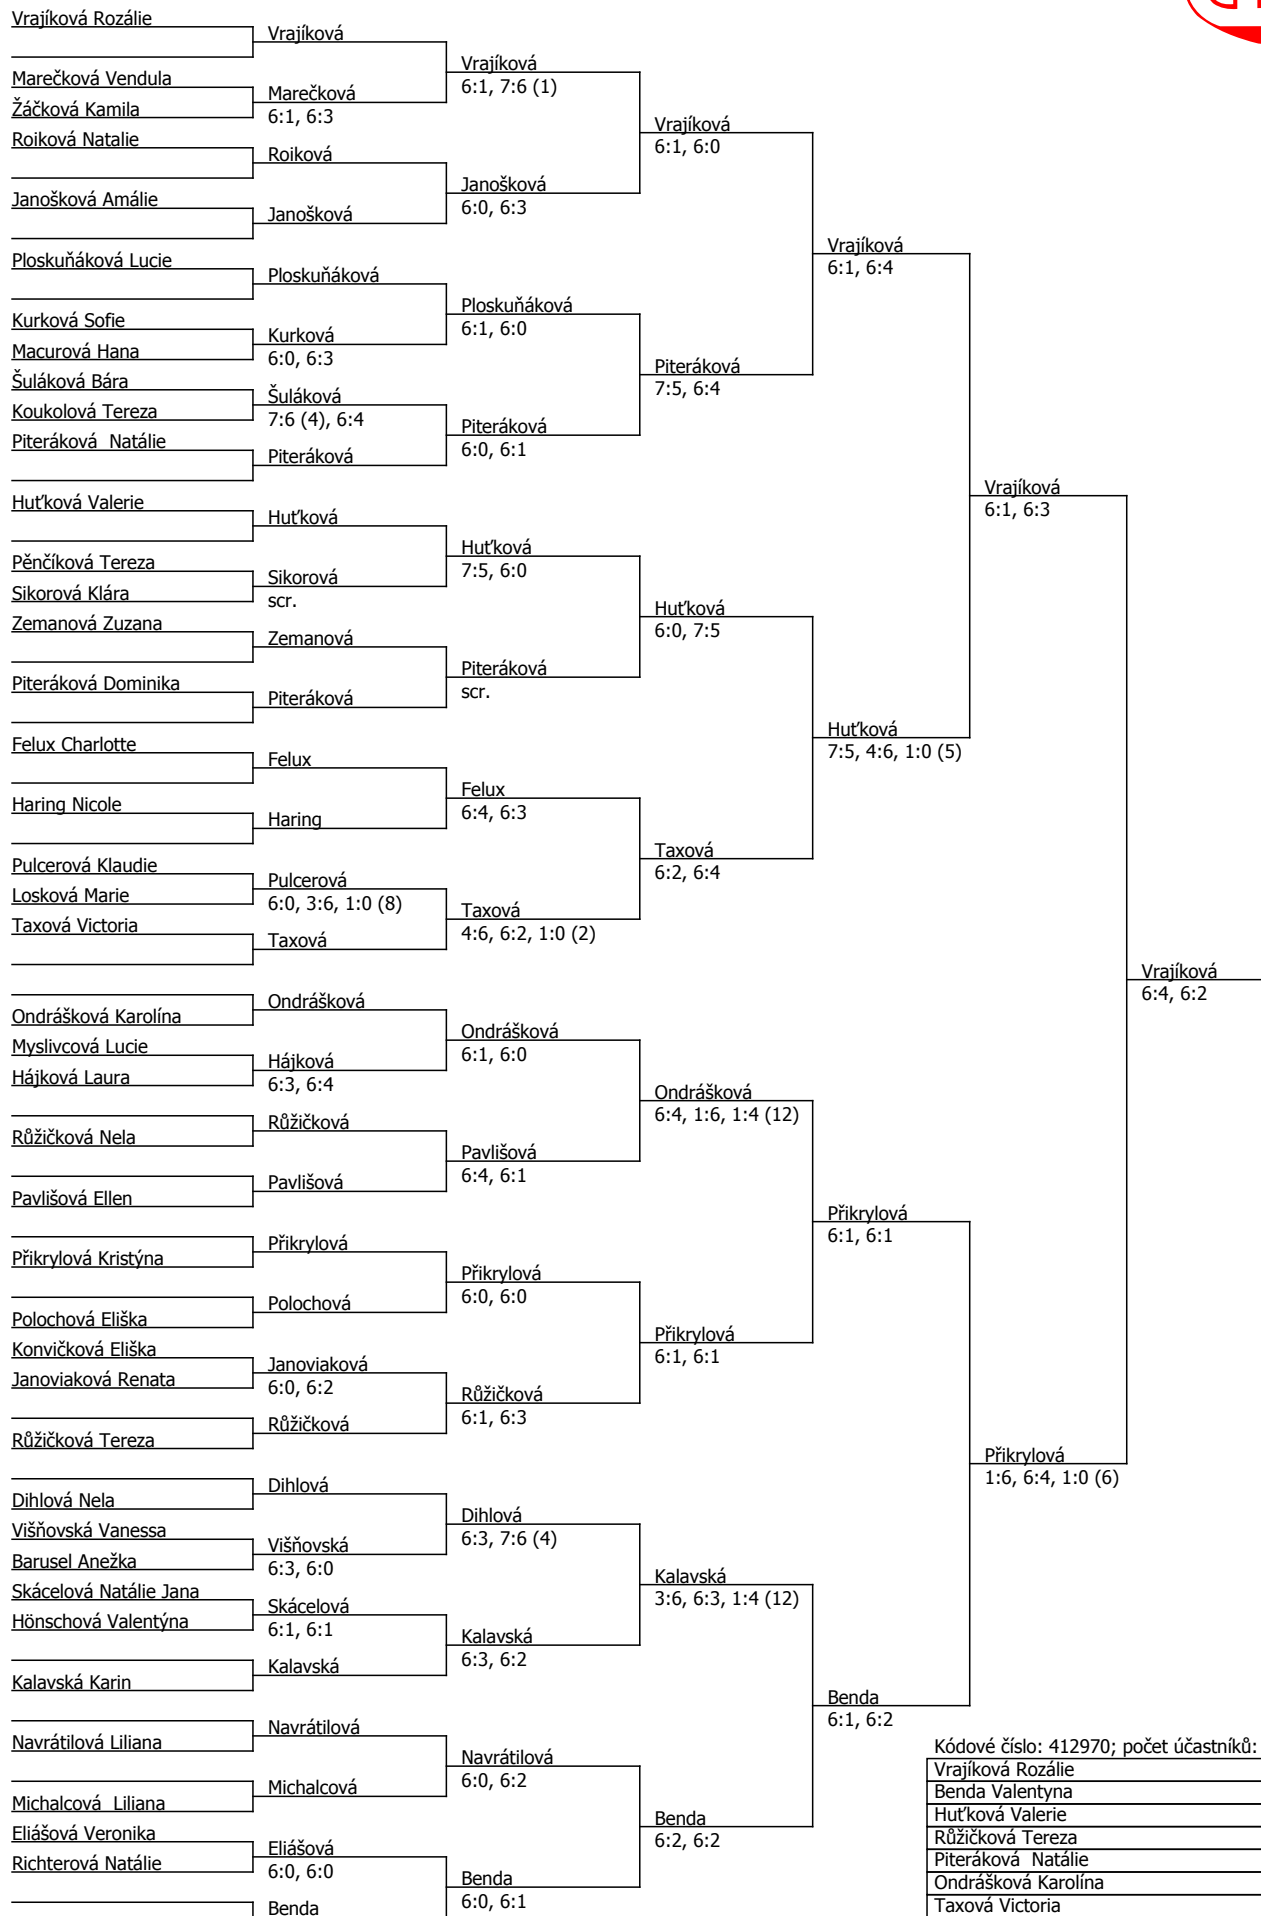 Vrajíková Rozálie
Marečková Vendula
Žáčková Kamila
Roiková Natalie
Janošková Amálie
Ploskuňáková Lucie
Kurková Sofie
Macurová Hana
Šuláková Bára
Koukolová Tereza
Piteráková  Natálie
Huťková Valerie
Pěnčíková Tereza
Sikorová Klára
Zemanová Zuzana
Piteráková Dominika
Felux Charlotte
Haring Nicole
Pulcerová Klaudie
Losková Marie
Taxová Victoria
Ondrášková Karolína
Myslivcová Lucie
Hájková Laura
Růžičková Nela
Pavlišová Ellen
Přikrylová Kristýna
Polochová Eliška
Konvičková Eliška
Janoviaková Renata
Růžičková Tereza
Dihlová Nela
Višňovská Vanessa
Barusel Anežka
Skácelová Natálie Jana
Hönschová Valentýna
Kalavská Karin
Navrátilová Liliana
Michalcová  Liliana
Eliášová Veronika
Richterová Natálie
Vrajíková
Marečková
6:1, 6:3
Roiková
Janošková
Ploskuňáková
Kurková
6:0, 6:3
Šuláková
7:6 (4), 6:4
Piteráková
Huťková
Sikorová
scr.
Zemanová
Piteráková
Felux
Haring
Pulcerová
6:0, 3:6, 1:0 (8)
Taxová
Ondrášková
Hájková
6:3, 6:4
Růžičková
Pavlišová
Přikrylová
Polochová
Janoviaková
6:0, 6:2
Růžičková
Dihlová
Višňovská
6:3, 6:0
Skácelová
6:1, 6:1
Kalavská
Navrátilová
Michalcová
Eliášová
6:0, 6:0
Benda
Vrajíková
6:1, 7:6 (1)
Janošková
6:0, 6:3
Ploskuňáková
6:1, 6:0
Piteráková
6:0, 6:1
Huťková
7:5, 6:0
Piteráková
scr.
Felux
6:4, 6:3
Taxová
4:6, 6:2, 1:0 (2)
Ondrášková
6:1, 6:0
Pavlišová
6:4, 6:1
Přikrylová
6:0, 6:0
Růžičková
6:1, 6:3
Dihlová
6:3, 7:6 (4)
Kalavská
6:3, 6:2
Navrátilová
6:0, 6:2
Benda
6:0, 6:1
Vrajíková
6:1, 6:0
Piteráková
7:5, 6:4
Huťková
6:0, 7:5
Taxová
6:2, 6:4
Ondrášková
6:4, 1:6, 1:4 (12)
Přikrylová
6:1, 6:1
Kalavská
3:6, 6:3, 1:4 (12)
Benda
6:2, 6:2
Vrajíková
6:1, 6:4
Huťková
7:5, 4:6, 1:0 (5)
Přikrylová
6:1, 6:1
Benda
6:1, 6:2
Vrajíková
6:1, 6:3
Přikrylová
1:6, 6:4, 1:0 (6)
Vrajíková
6:4, 6:2
Kódové číslo: 412970; počet účastníků:
Vrajíková Rozálie
Benda Valentyna
Huťková Valerie
Růžičková Tereza
Piteráková  Natálie
Ondrášková Karolína
Taxová Victoria